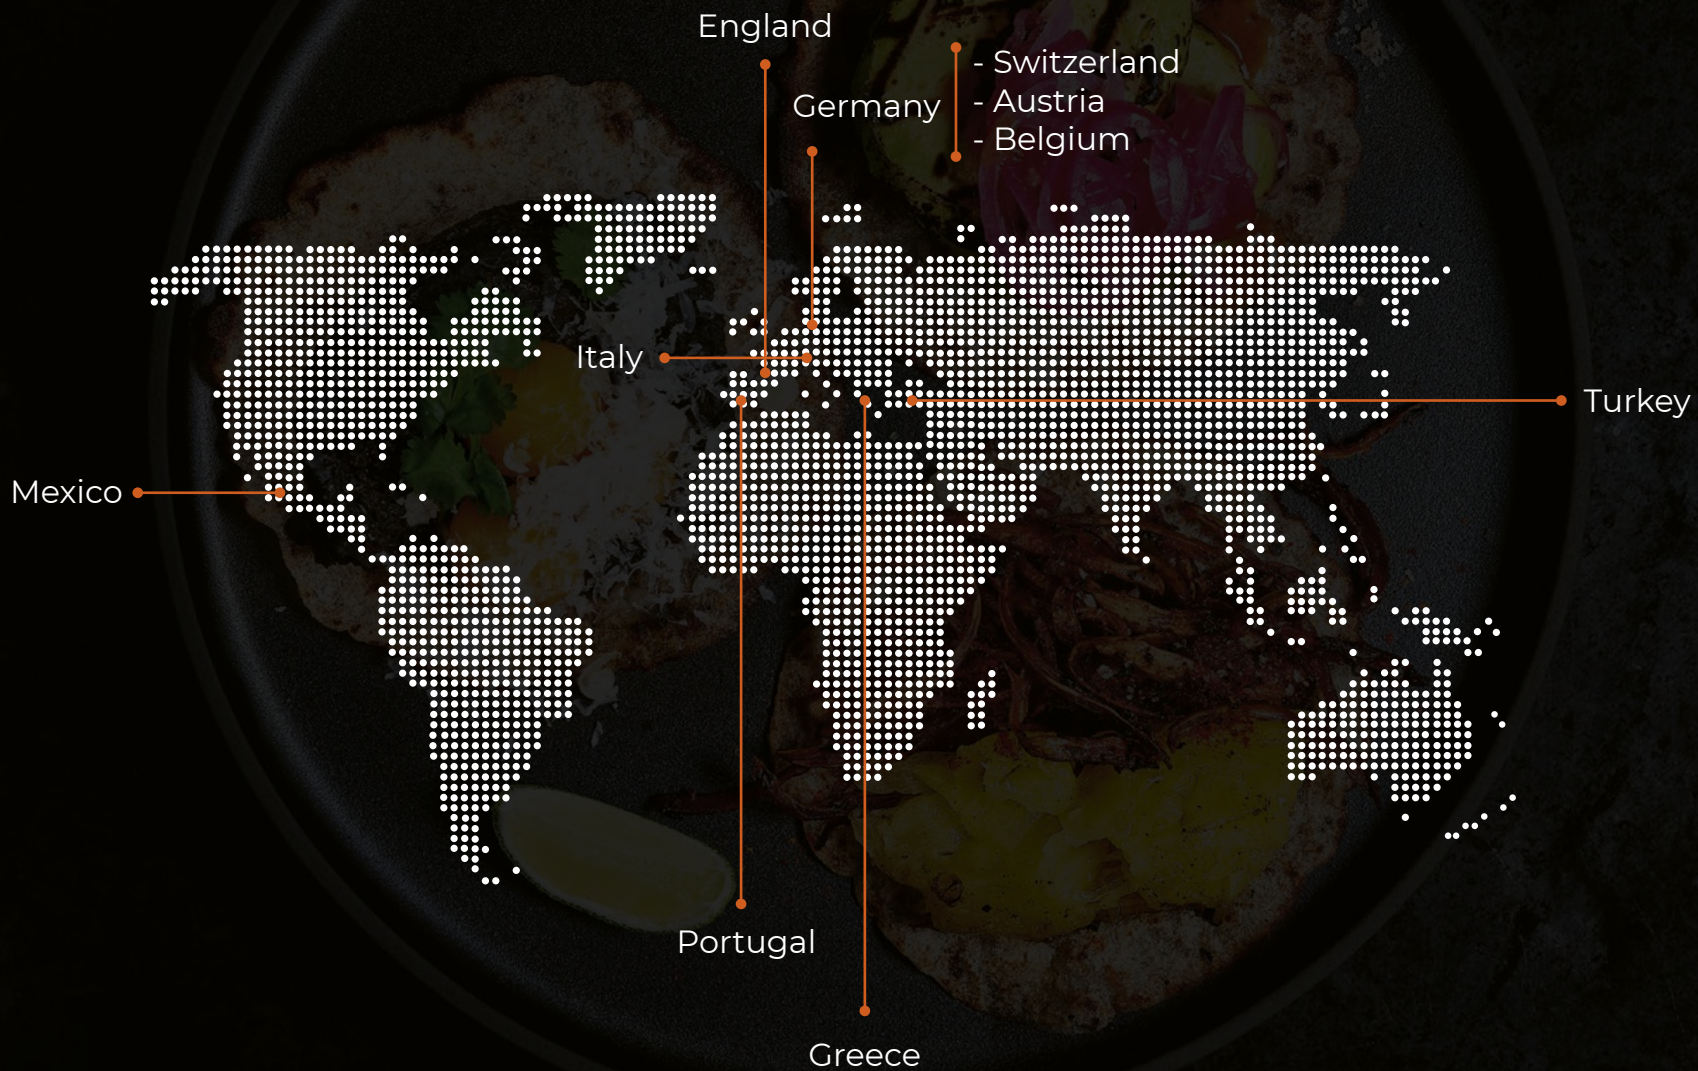 England
Germany
- Switzerland
- Austria
- Belgium
Italy
Turkey
Mexico
Portugal
Greece